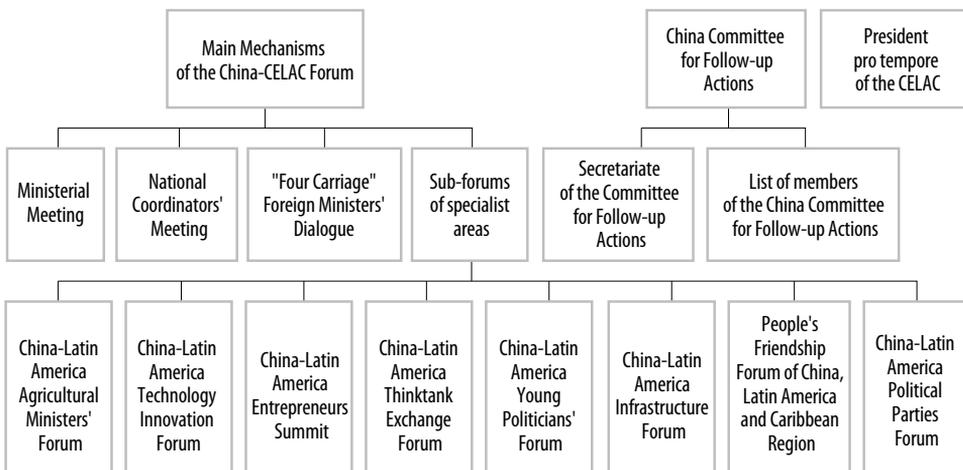 Main Mechanisms
of the China-CELAC Forum
China Committee
for Follow-up
Actions
President
pro tempore
of the CELAC
Ministerial
Meeting
National
Coordinators'
Meeting
"Four Carriage"
Foreign Ministers'
Dialogue
Sub-forums
of specialist
areas
Secretariate
of the Committee
for Follow-up
Actions
List of members
of the China Committee
for Follow-up Actions
China-Latin
America
Agricultural
Ministers'
Forum
China-Latin
America
Technology
Innovation
Forum
China-Latin
America
Entrepreneurs
Summit
China-Latin
America
Thinktank
Exchange
Forum
China-Latin
America
Young
Politicians'
Forum
China-Latin
America
Infrastructure
Forum
People's
Friendship
Forum of China,
Latin America
and Caribbean
Region
China-Latin
America
Political
Parties
Forum